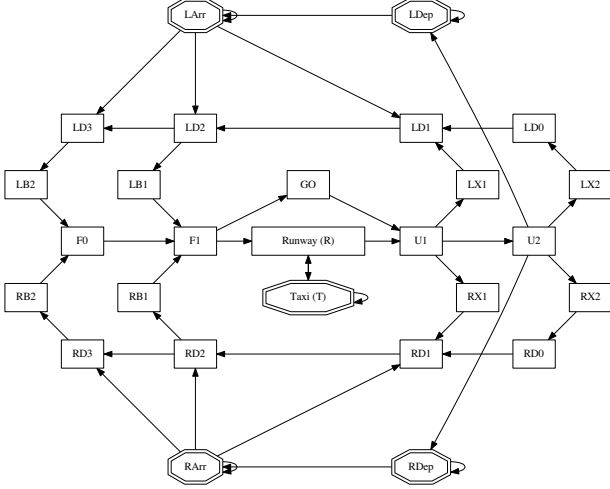 LArr LDep
LD3 LD2 LD1 LD0
LB2 LB1 GO LX1 LX2
F0 F1 Runway (R) U1 U2
RB2 RB1 Taxi (T) RX1 RX2
RD3 RD2 RD1 RD0
RArr RDep